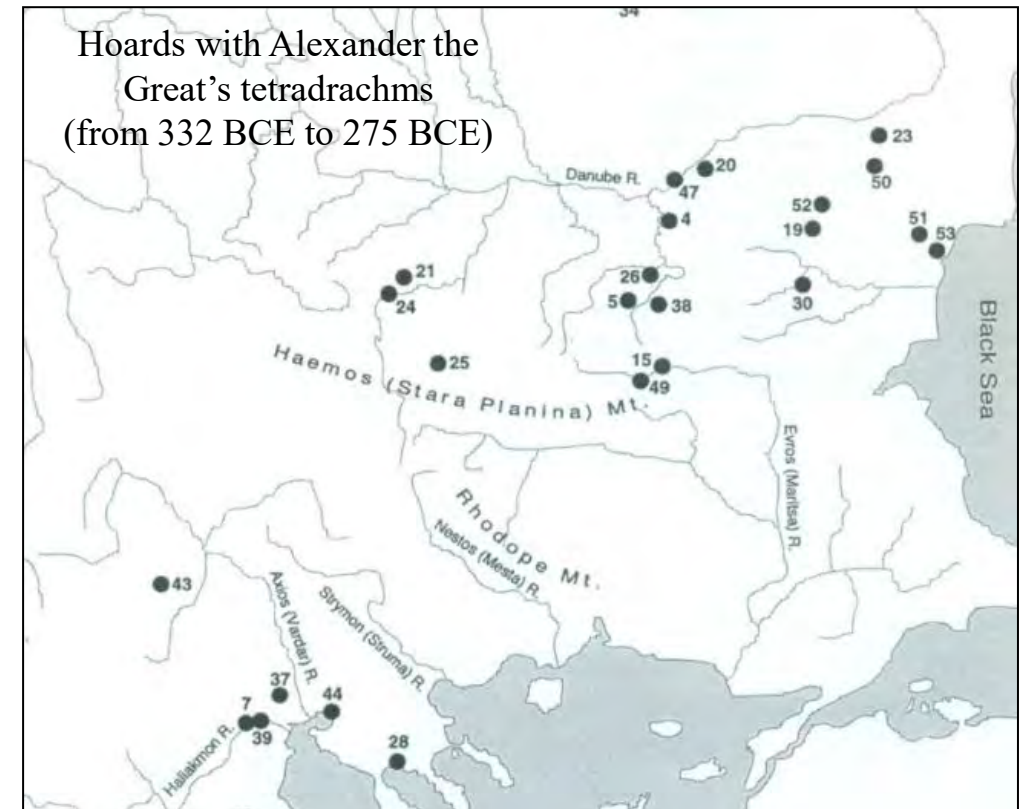 34
Hoards with Alexander the
Great's tetradrachms
(from 332 BCE to 275 BCE)
23
20
Danube R.
47
50
52
4
19
51
53
21
26
24
5
38
30
Black Sea
25
15
49
Haemos (Stara Planina) Mt.
Evros (Maritsa) R.
Rhodope Mt.
Nestos (Mesta) R.
43
Axios (Vardar) R.
Strymon (Struma) R.
37
44
7
39
Haliakmon R.
28